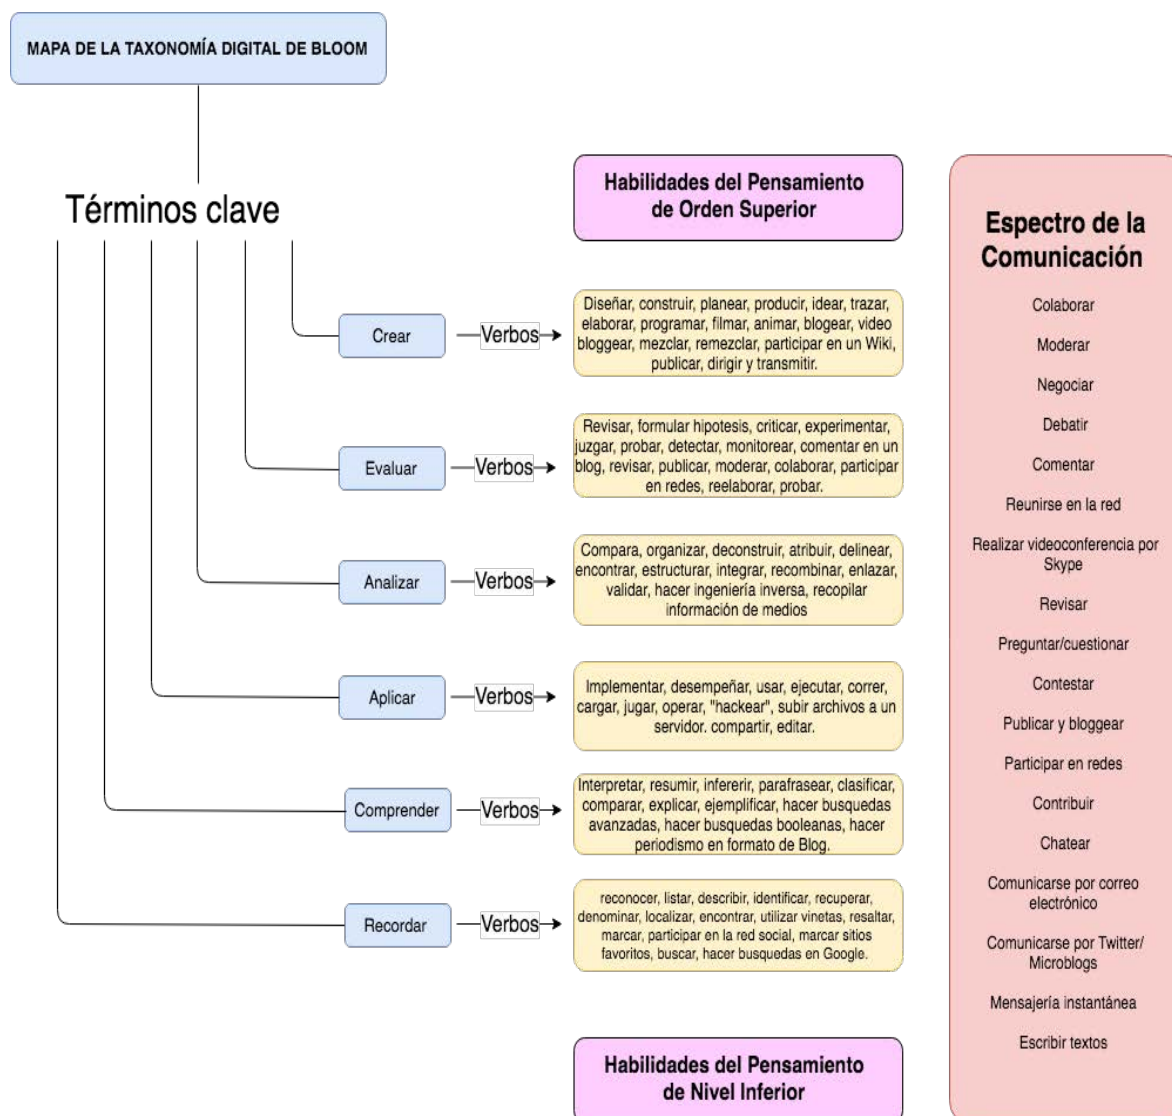 MAPA DE LA TAXONOMÍA DIGITAL DE BLOOM
Términos clave
Habilidades del Pensamiento
de Orden Superior
Crear
Verbos
Diseñar, construir, planear, producir, idear, trazar,
elaborar, programar, filmar, animar, blogear, video
bloggear, mezclar, remezclar, participar en un Wiki,
publicar, dirigir y transmitir.
Evaluar
Verbos
Revisar, formular hipotesis, criticar, experimentar,
juzgar, probar, detectar, monitorear, comentar en un
blog, revisar, publicar, moderar, colaborar, participar
en redes, reelaborar, probar.
Analizar
Verbos
Compara, organizar, deconstruir, atribuir, delinear,
encontrar, estructurar, integrar, recombinar, enlazar,
validar, hacer ingeniería inversa, recopilar
información de medios
Aplicar
Verbos
Implementar, desempeñar, usar, ejecutar, correr,
cargar, jugar, operar, "hackear", subir archivos a un
servidor. compartir, editar.
Comprender
Verbos
Interpretar, resumir, infererir, parafrasear, clasificar,
comparar, explicar, ejemplificar, hacer busquedas
avanzadas, hacer busquedas booleanas, hacer
periodismo en formato de Blog.
Recordar
Verbos
reconocer, listar, describir, identificar, recuperar,
denominar, localizar, encontrar, utilizar vinetas, resaltar,
marcar, participar en la red social, marcar sitios
favoritos, buscar, hacer busquedas en Google.
Habilidades del Pensamiento
de Nivel Inferior
Espectro de la
Comunicación
Colaborar
Moderar
Negociar
Debatir
Comentar
Reunirse en la red
Realizar videoconferencia por
Skype
Revisar
Preguntar/cuestionar
Contestar
Publicar y bloggear
Participar en redes
Contribuir
Chatear
Comunicarse por correo
electrónico
Comunicarse por Twitter/
Microblogs
Mensajería instantánea
Escribir textos